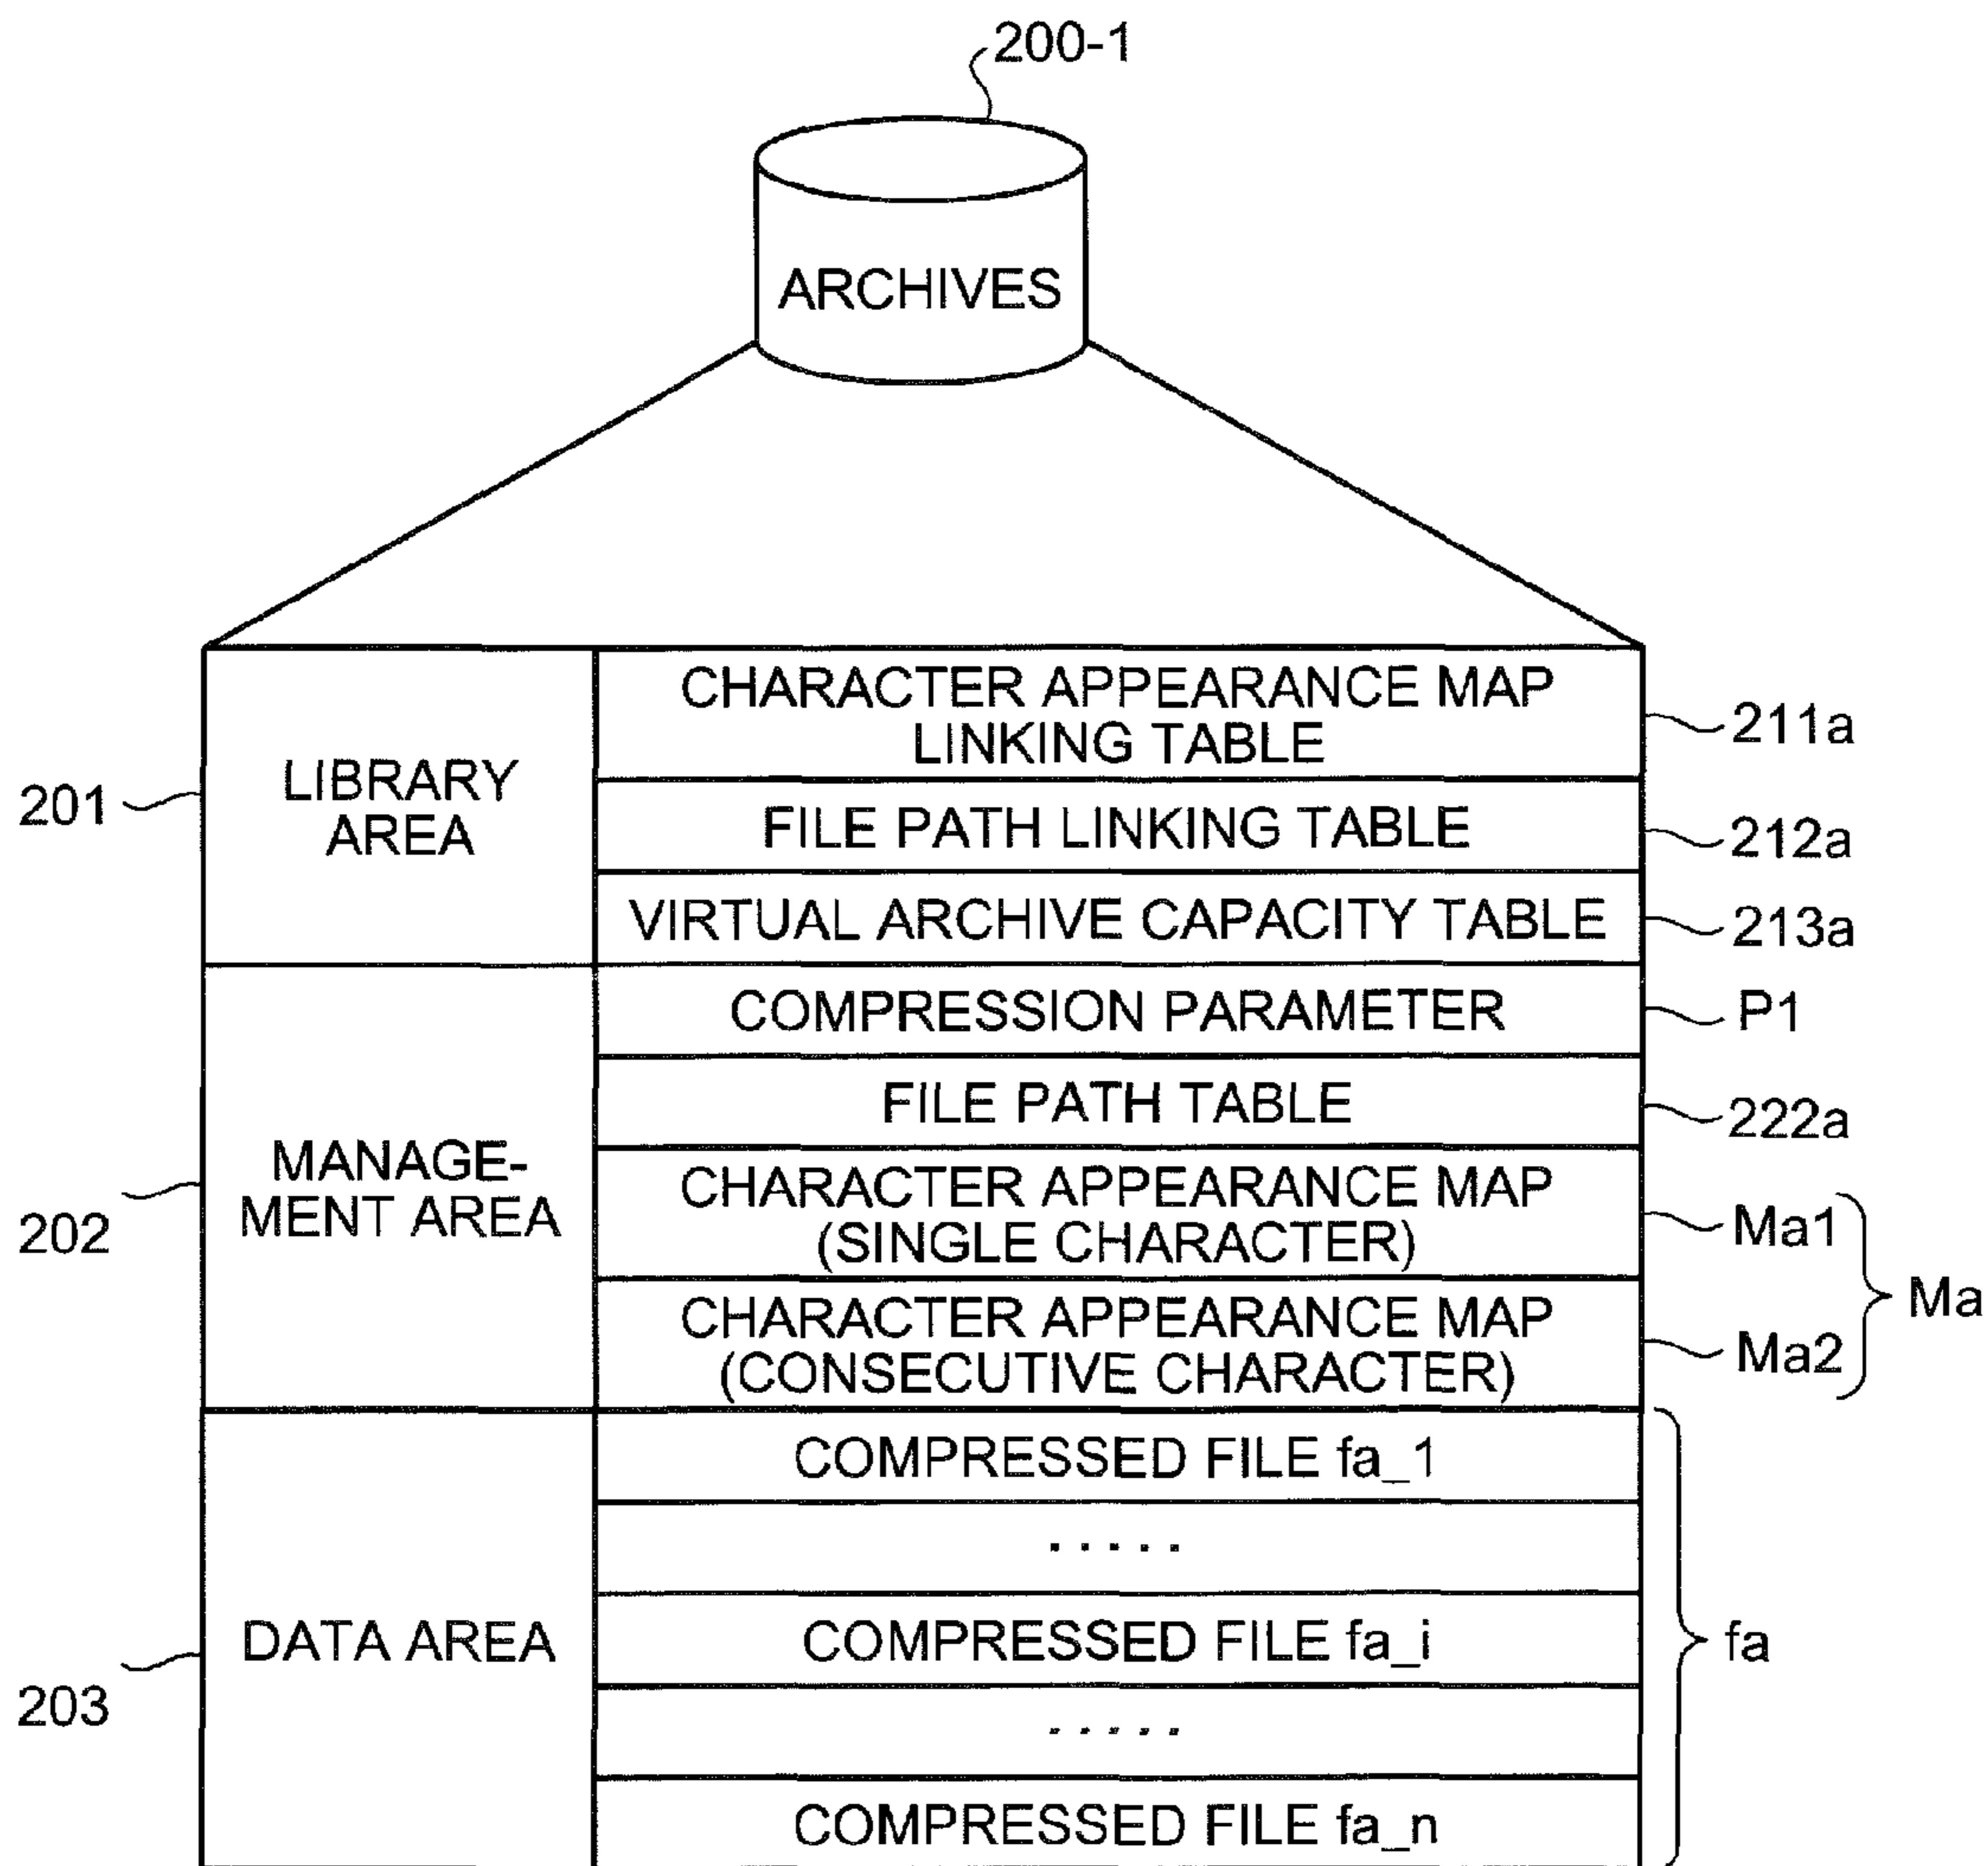 200-1
ARCHIVES
CHARACTER APPEARANCE MAP
LINKING TABLE
211a
201
LIBRARY
AREA
FILE PATH LINKING TABLE
212a
VIRTUAL ARCHIVE CAPACITY TABLE
213a
COMPRESSION PARAMETER
P1
FILE PATH TABLE
222a
202
MANAGE-
MENT AREA
CHARACTER APPEARANCE MAP
(SINGLE CHARACTER)
Ma1
CHARACTER APPEARANCE MAP
(CONSECUTIVE CHARACTER)
Ma2
Ma
COMPRESSED FILE fa_1
.....
203
DATA AREA
COMPRESSED FILE fa_i
fa
.....
COMPRESSED FILE fa_n